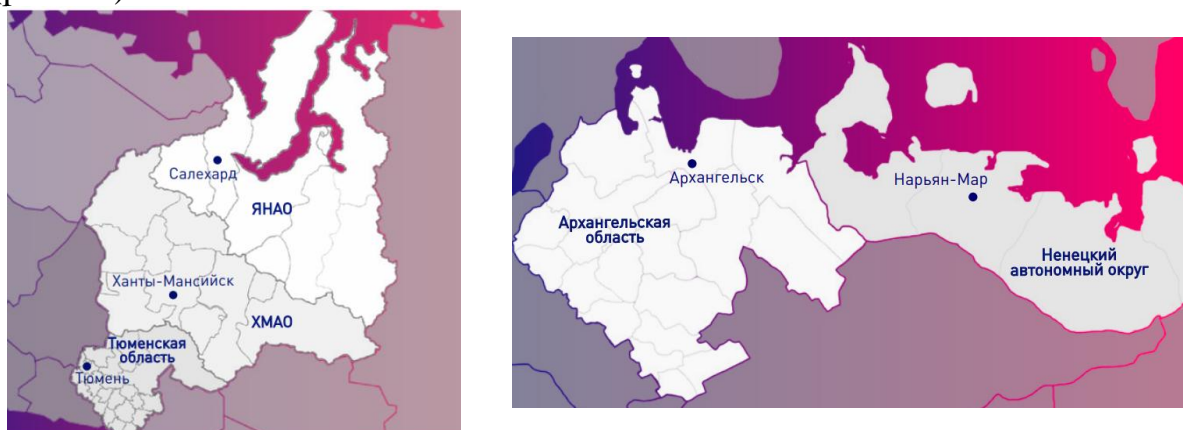 Салехард
ЯНАО
Ханты-Мансийск
ХМАО
Тюменская
область
Тюмень
Архангельск
Нарьян-Мар
Архангельская
область
Ненецкий
автономный округ